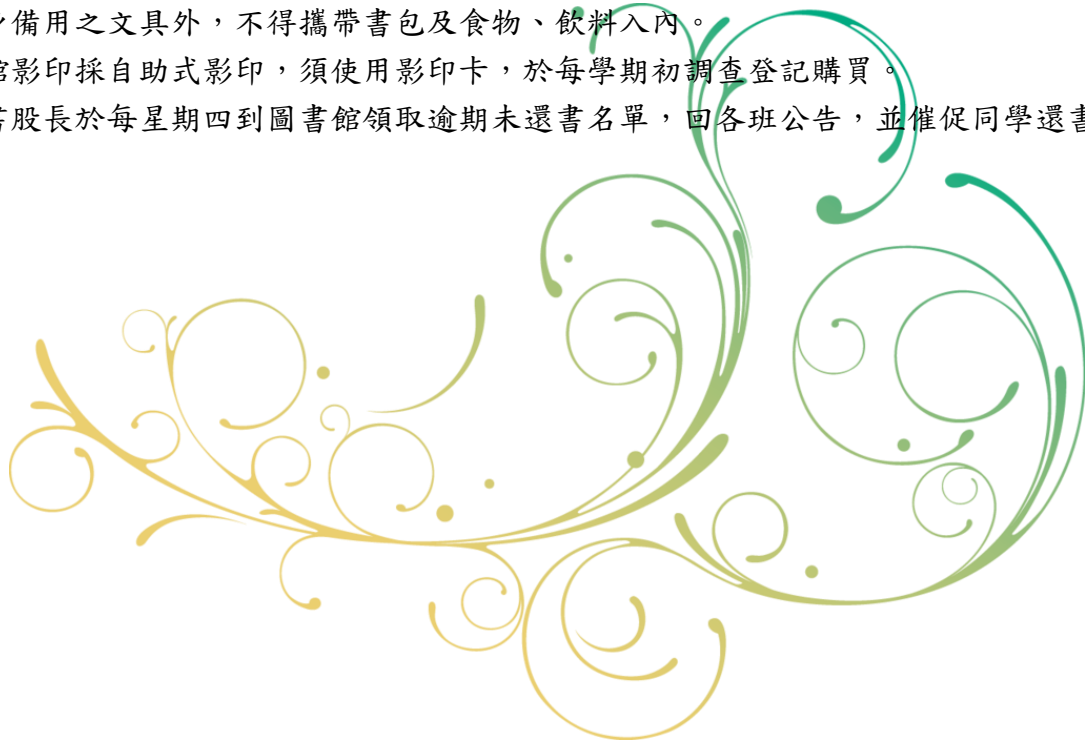 備用之文具外，不得攜帶書包及食物、飲料入內。
影印採自助式影印，須使用影印卡，於每學期初調查登記購買。
股長於每星期四到圖書館領取逾期未還書名單，回各班公告，並催促同學還書